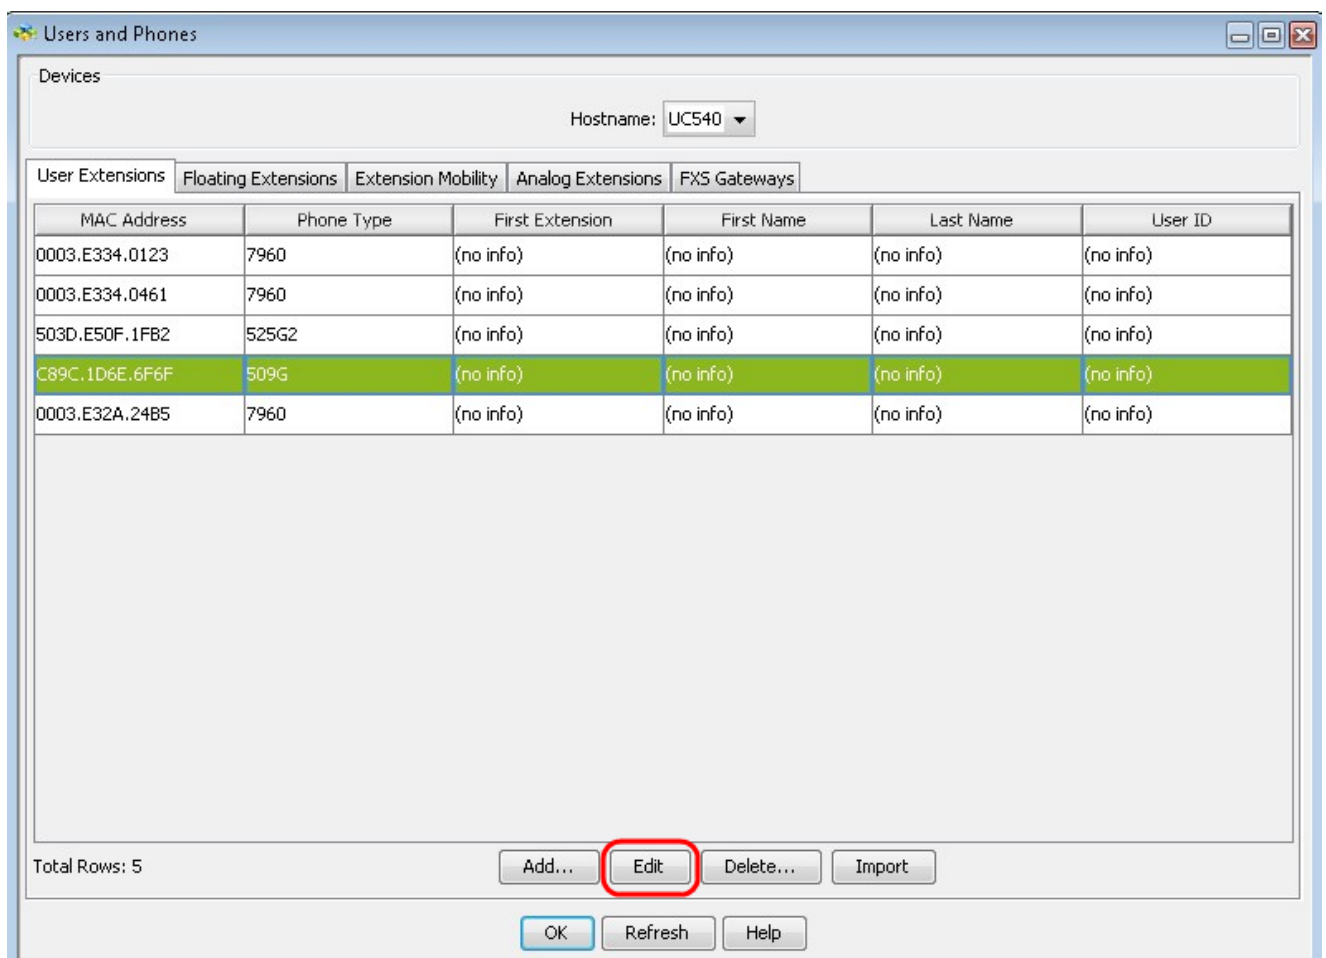 Users and Phones
Devices
Hostname: UC540
User Extensions Floating Extensions Extension Mobility Analog Extensions FXS Gateways
MAC Address Phone Type First Extension First Name Last Name User ID
0003.E334.0123 7960 (no info) (no info) (no info) (no info)
0003.E334.0461 7960 (no info) (no info) (no info) (no info)
503D.E50F.1FB2 525G2 (no info) (no info) (no info) (no info)
C89C.1D6E.6F6F 509G (no info) (no info) (no info) (no info)
0003.E32A.24B5 7960 (no info) (no info) (no info) (no info)
Total Rows: 5 Add... Edit Delete... Import
OK Refresh Help